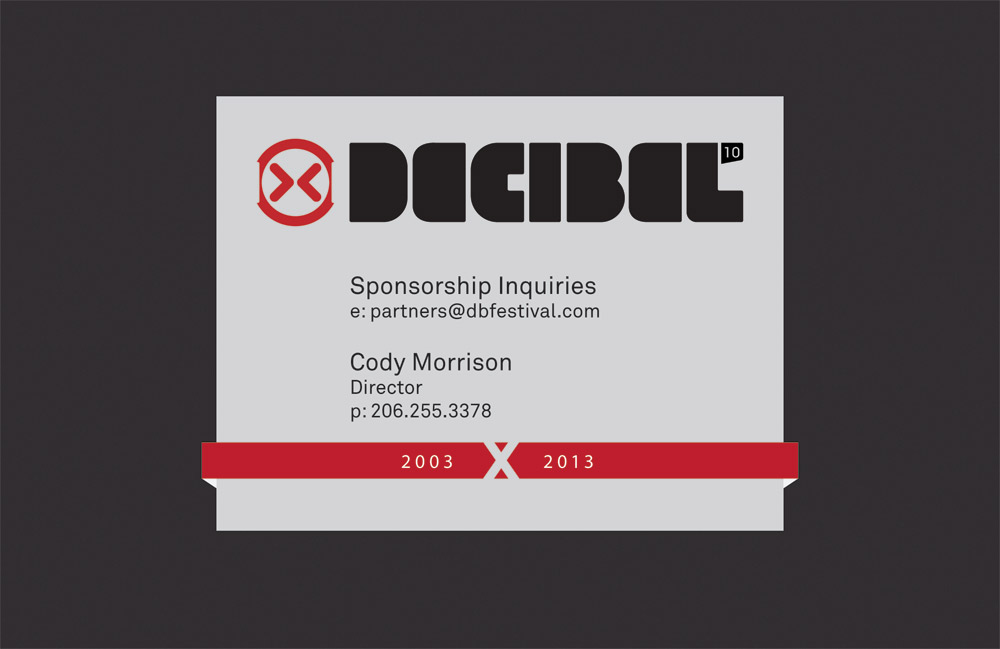 DECIBEL 10
Sponsorship Inquiries
e: partners@dbfestival.com
Cody Morrison
Director
p: 206.255.3378
2003 X 2013